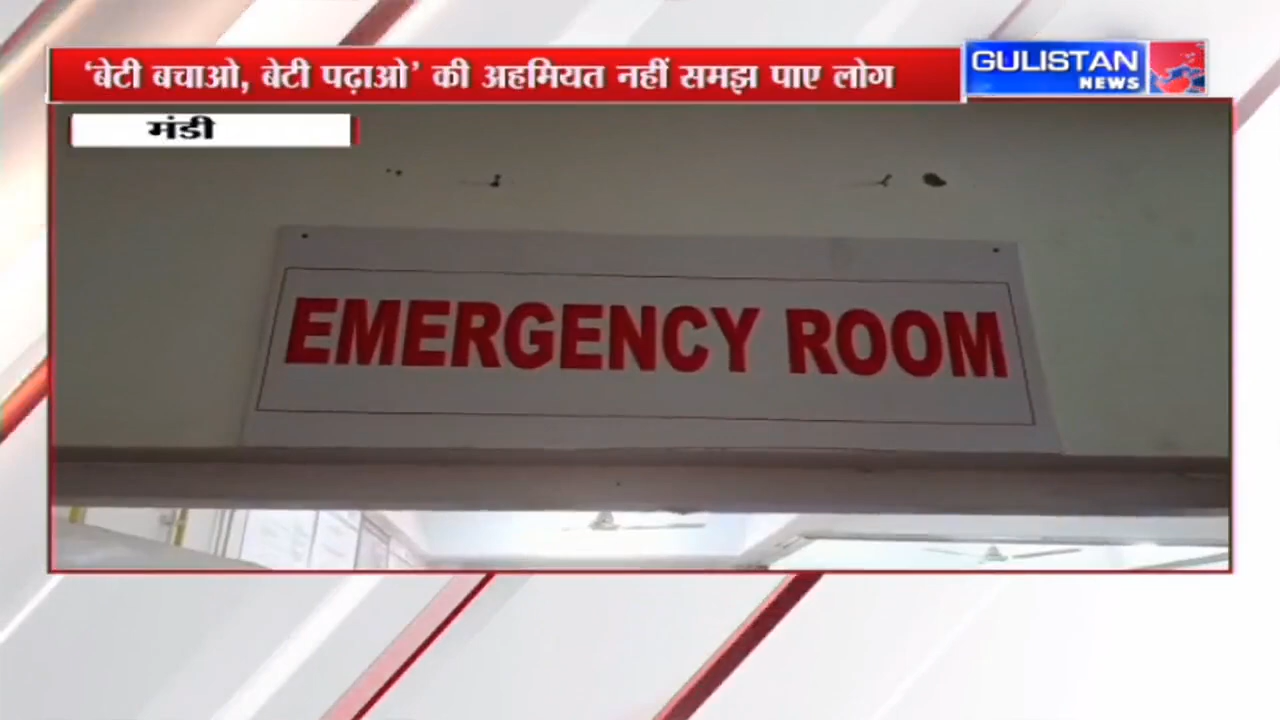 'बेटी बचाओ, बेटी पढ़ाओ' की अहमियत नहीं समझ पाए लोग
GULISTAN
NEWS
मंडी
EMERGENCY ROOM